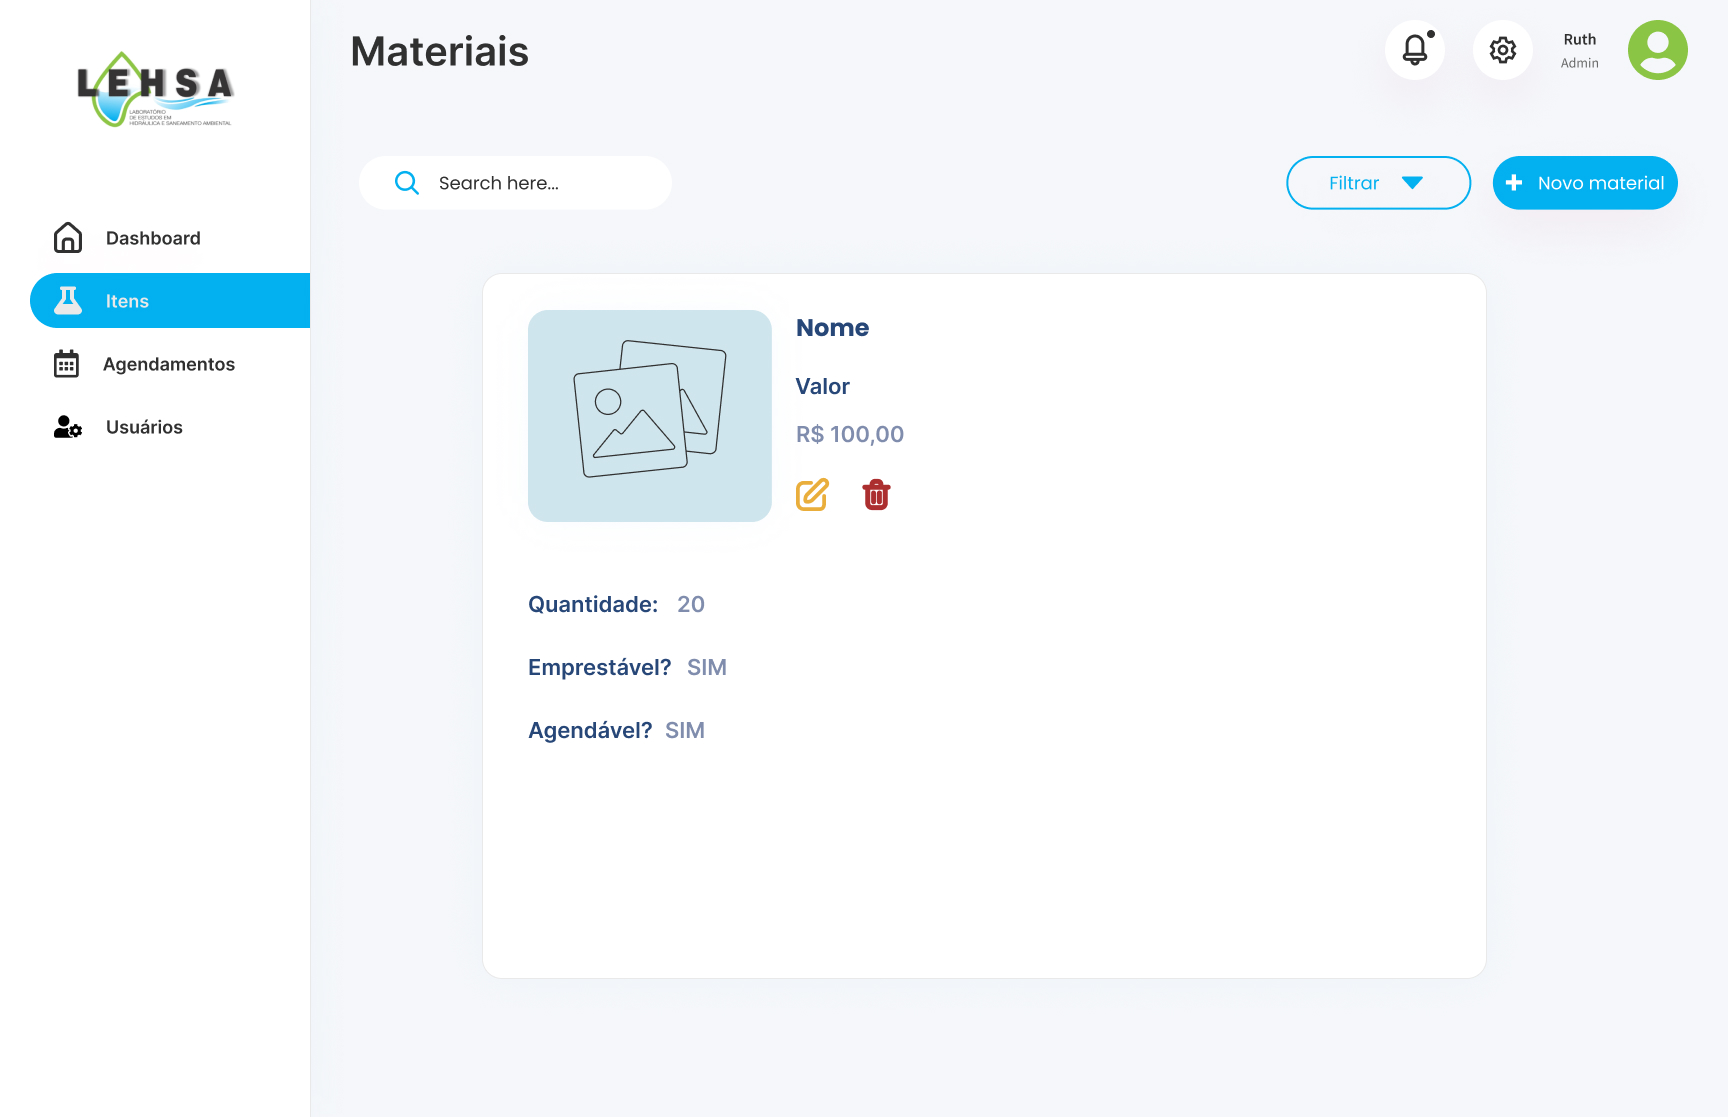 LEHSA
LABORATÓRIO
DE ESTUDOS EM
HIDRÁULICA E SANEAMENTO AMBIENTAL
Dashboard
Itens
Agendamentos
Usuários
Materiais
Ruth
Admin
Search here...
Filtrar
Novo material
Nome
Valor
R$ 100,00
Quantidade: 20
Emprestável? SIM
Agendável? SIM